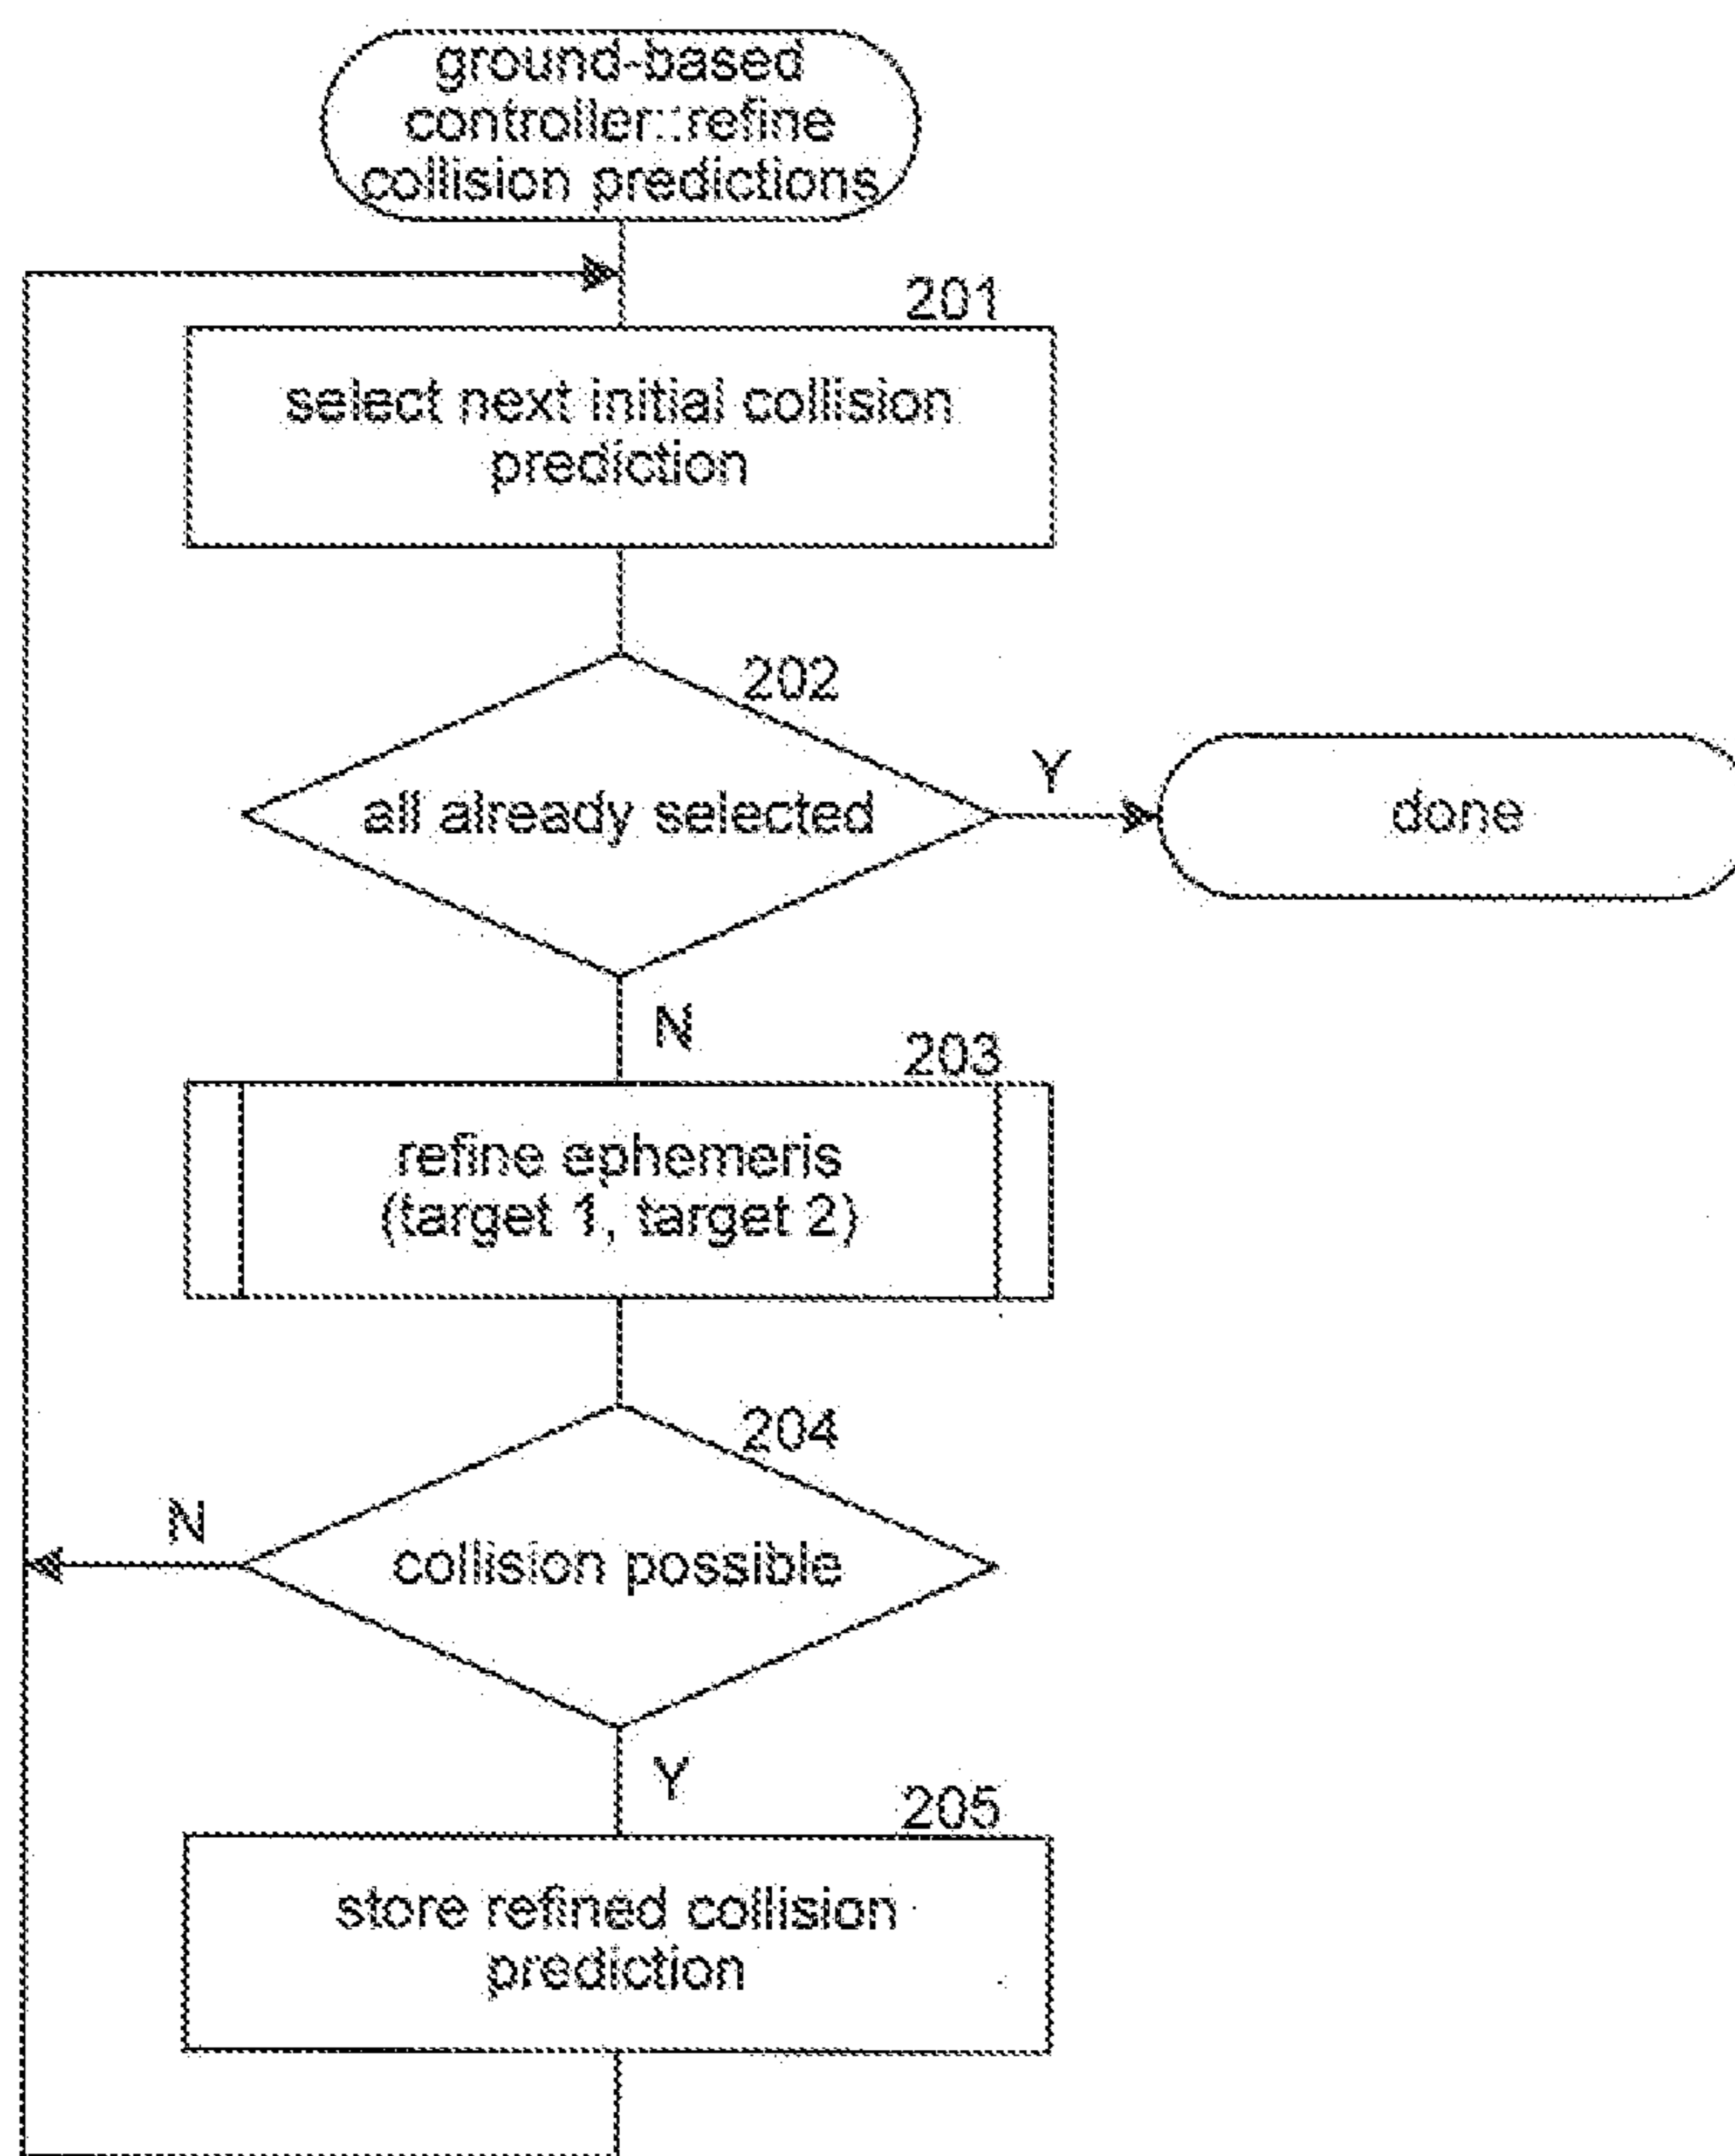 ground-based
controller::refine
collision predictions
201
select next initial collision
prediction
202
all already selected
Y
done
N
203
refine ephemeris
(target 1, target 2)
204
N
collision possible
Y
205
store refined collision
prediction